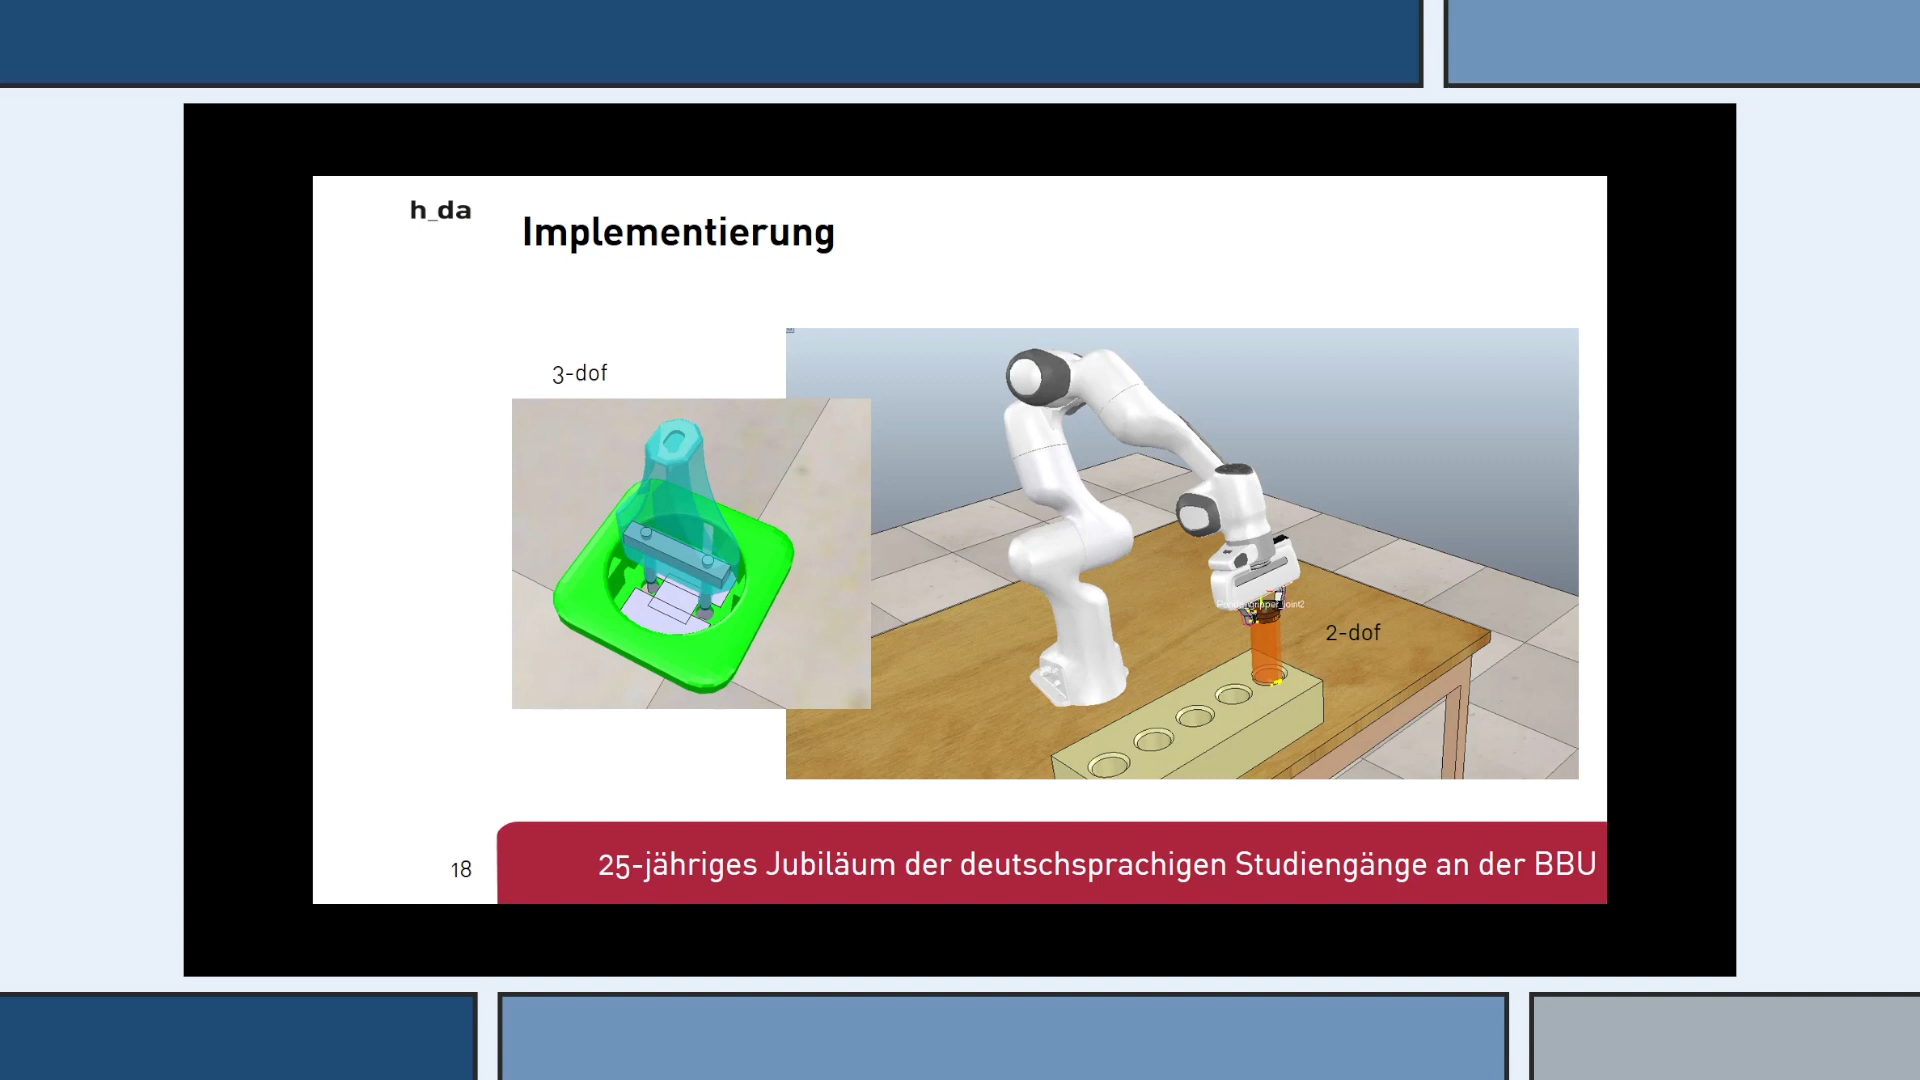 h_da
Implementierung
3-dof
2-dof
18
25-jähriges Jubiläum der deutschsprachigen Studiengänge an der BBU